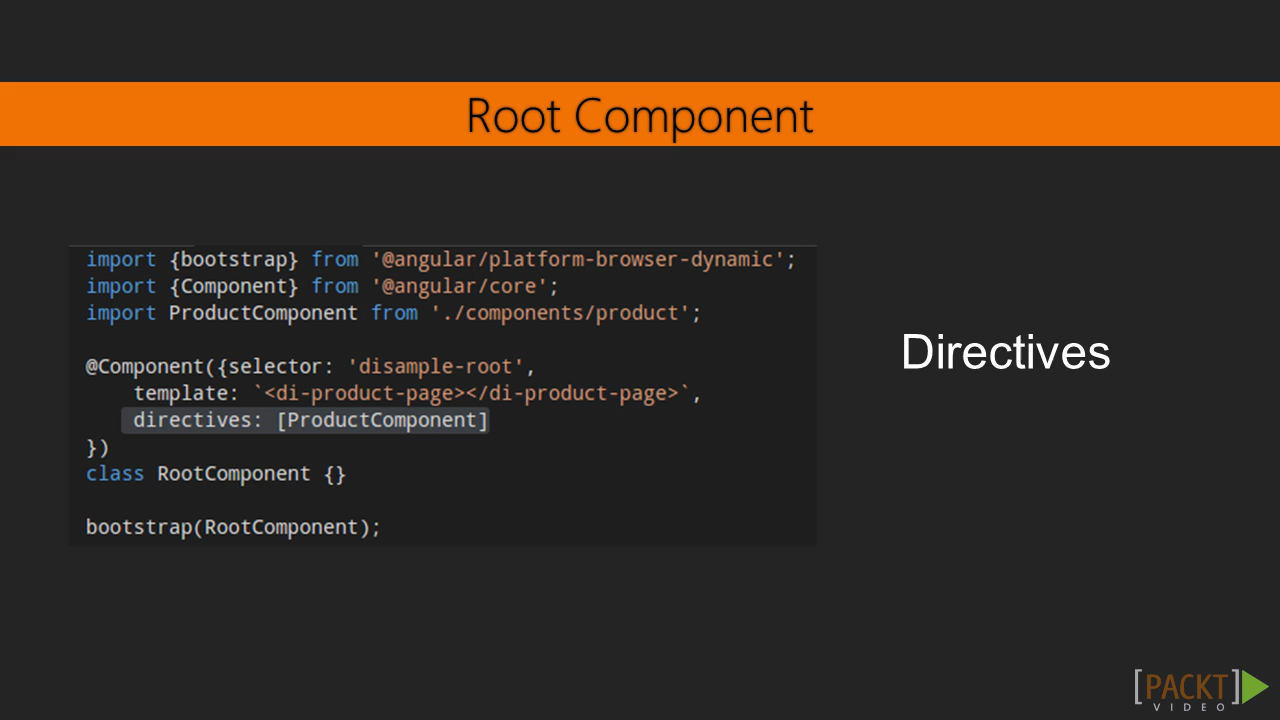 Root Component
import {bootstrap} from '@angular/platform-browser-dynamic';
import {Component} from '@angular/core';
import ProductComponent from './components/product';
@Component({selector: 'disample-root',
    template: `<di-product-page></di-product-page>`,
    directives: [ProductComponent]
})
class RootComponent {}
bootstrap(RootComponent);
Directives
[PACKT]
VIDEO